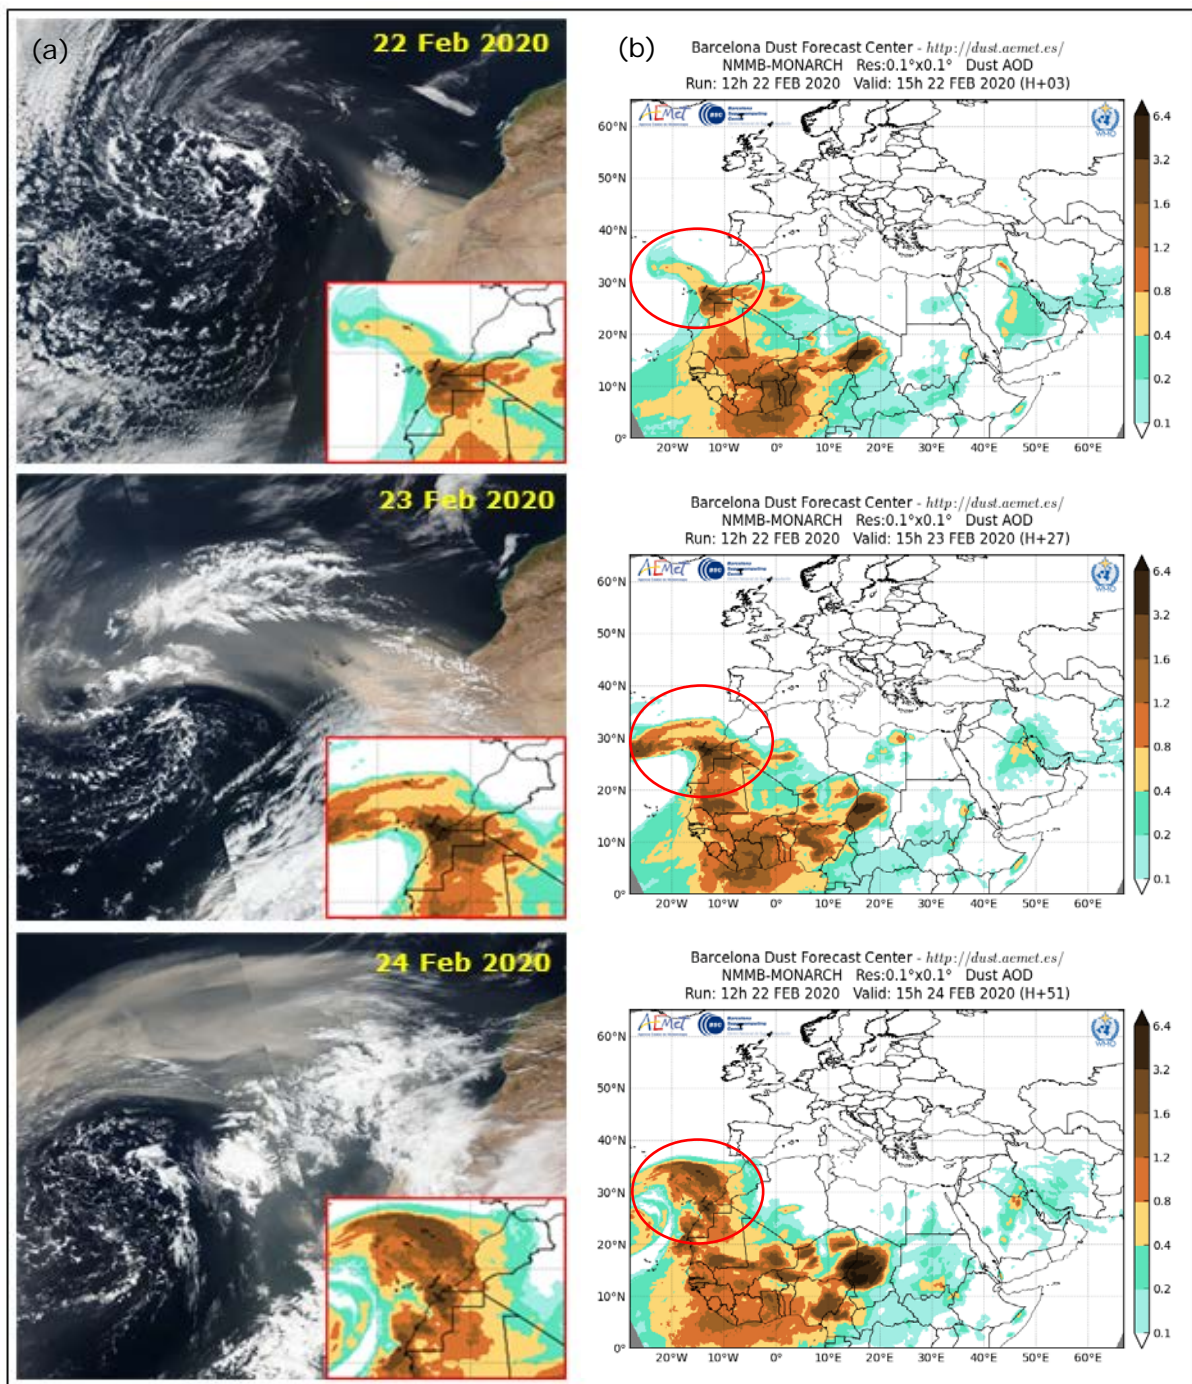 (a)
22 Feb 2020
23 Feb 2020
24 Feb 2020
(b)
Barcelona Dust Forecast Center - http://dust.aemet.es/
NMMB-MONARCH Res:0.1°x0.1° Dust AOD
Run: 12h 22 FEB 2020 Valid: 15h 22 FEB 2020 (H+03)
AEMet
BSC
WMO
60°N
50°N
40°N
30°N
20°N
10°N
0°
20°W 10°W 0° 10°E 20°E 30°E 40°E 50°E 60°E
6.4
3.2
1.6
1.2
0.8
0.4
0.2
0.1
Barcelona Dust Forecast Center - http://dust.aemet.es/
NMMB-MONARCH Res:0.1°x0.1° Dust AOD
Run: 12h 22 FEB 2020 Valid: 15h 23 FEB 2020 (H+27)
AEMet
BSC
WMO
60°N
50°N
40°N
30°N
20°N
10°N
0°
20°W 10°W 0° 10°E 20°E 30°E 40°E 50°E 60°E
6.4
3.2
1.6
1.2
0.8
0.4
0.2
0.1
Barcelona Dust Forecast Center - http://dust.aemet.es/
NMMB-MONARCH Res:0.1°x0.1° Dust AOD
Run: 12h 22 FEB 2020 Valid: 15h 24 FEB 2020 (H+51)
AEMet
BSC
WMO
60°N
50°N
40°N
30°N
20°N
10°N
0°
20°W 10°W 0° 10°E 20°E 30°E 40°E 50°E 60°E
6.4
3.2
1.6
1.2
0.8
0.4
0.2
0.1